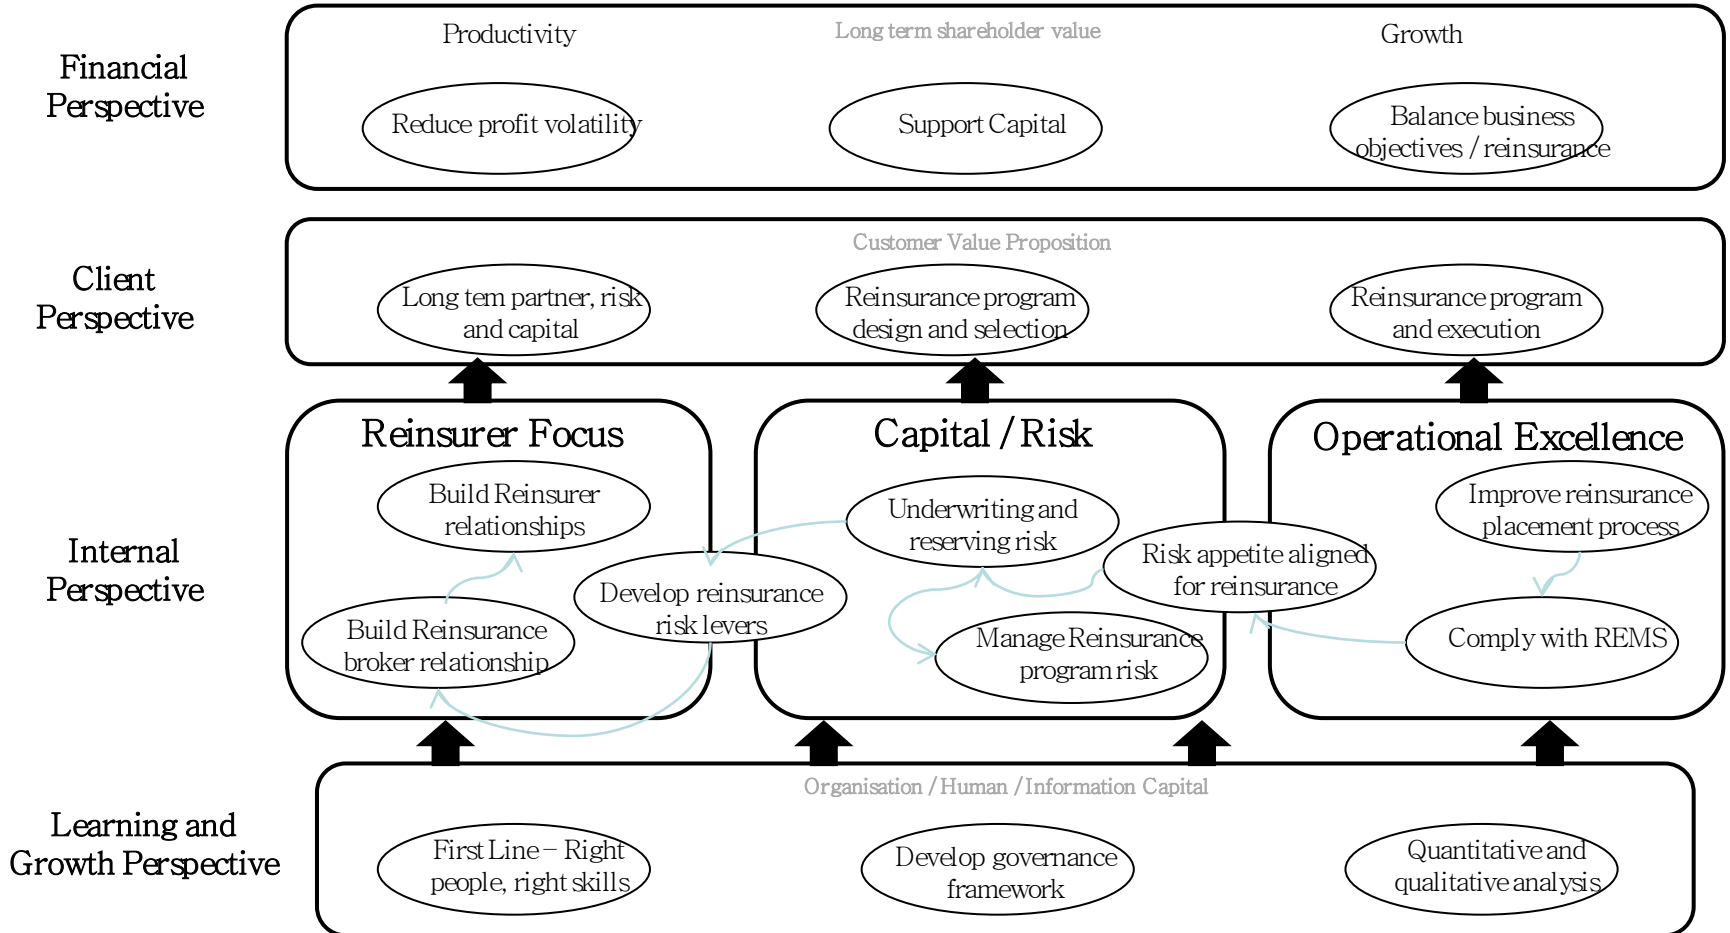 Financial
Perspective
Productivity
Long term shareholder value
Growth
Reduce profit volatility
Support Capital
Balance business
objectives / reinsurance
Client
Perspective
Customer Value Proposition
Long tem partner, risk
and capital
Reinsurance program
design and selection
Reinsurance program
and execution
Internal
Perspective
Reinsurer Focus
Build Reinsurer
relationships
Build Reinsurance
broker relationship
Develop reinsurance
risk levers
Capital / Risk
Underwriting and
reserving risk
Manage Reinsurance
program risk
Risk appetite aligned
for reinsurance
Operational Excellence
Improve reinsurance
placement process
Comply with REMS
Learning and
Growth Perspective
Organisation / Human / Information Capital
First Line – Right
people, right skills
Develop governance
framework
Quantitative and
qualitative analysis